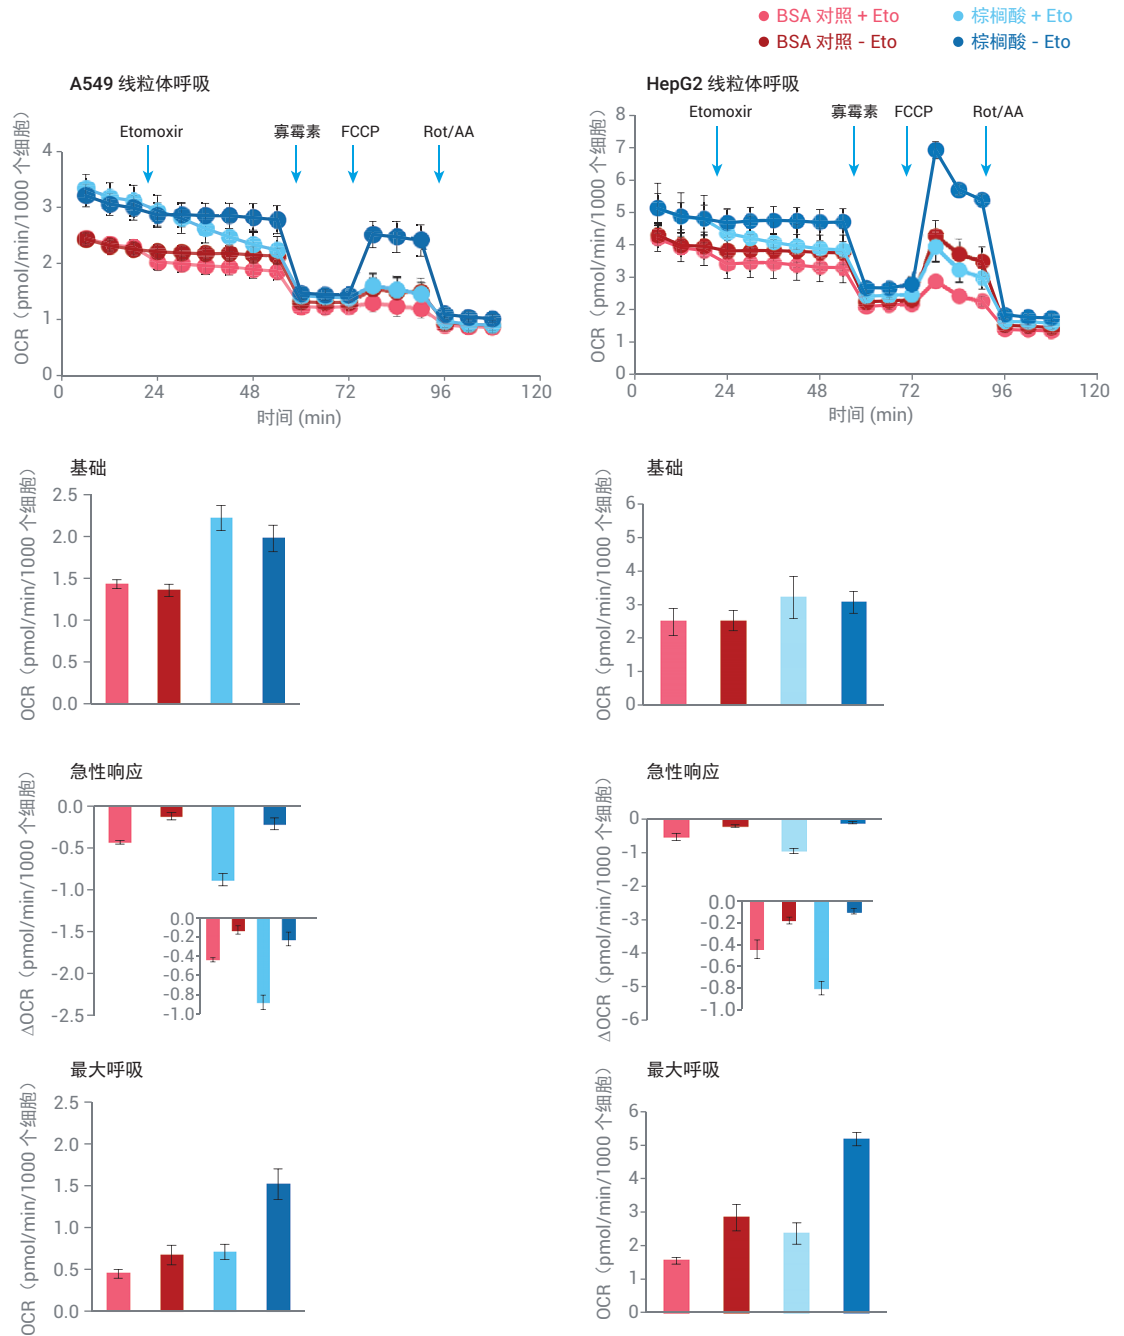 BSA 对照 + Eto
棕榈酸 + Eto
BSA 对照 - Eto
棕榈酸 - Eto
A549 线粒体呼吸
Etomoxir
寡霉素
FCCP
Rot/AA
OCR（pmol/min/1000 个细胞）
4
3
2
1
0
0
24
48
72
96
120
时间 (min)
HepG2 线粒体呼吸
Etomoxir
寡霉素
FCCP
Rot/AA
OCR（pmol/min/1000 个细胞）
8
7
6
5
4
3
2
1
0
0
24
48
72
96
120
时间 (min)
基础
OCR（pmol/min/1000 个细胞）
2.5
2.0
1.5
1.0
0.5
0.0
基础
OCR（pmol/min/1000 个细胞）
6
5
4
3
2
1
0
急性响应
ΔOCR（pmol/min/1000 个细胞）
0.0
-0.5
-1.0
-1.5
-2.0
-2.5
0.0
-0.2
-0.4
-0.6
-0.8
-1.0
急性响应
ΔOCR（pmol/min/1000 个细胞）
0
-1
-2
-3
-4
-5
-6
0.0
-0.2
-0.4
-0.6
-0.8
-1.0
最大呼吸
OCR（pmol/min/1000 个细胞）
2.5
2.0
1.5
1.0
0.5
0.0
最大呼吸
OCR（pmol/min/1000 个细胞）
6
5
4
3
2
1
0